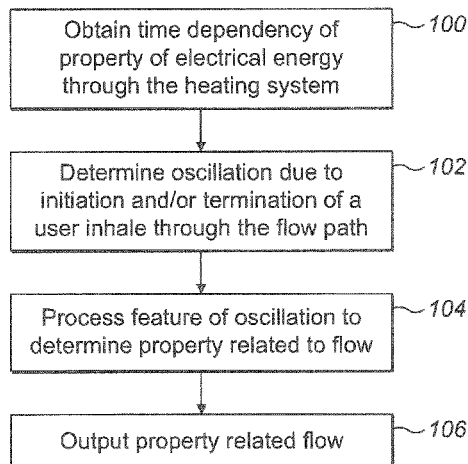 Obtain time dependency of
property of electrical energy
through the heating system
100
Determine oscillation due to
initiation and/or termination of a
user inhale through the flow path
102
Process feature of oscillation to
determine property related to flow
104
Output property related flow
106